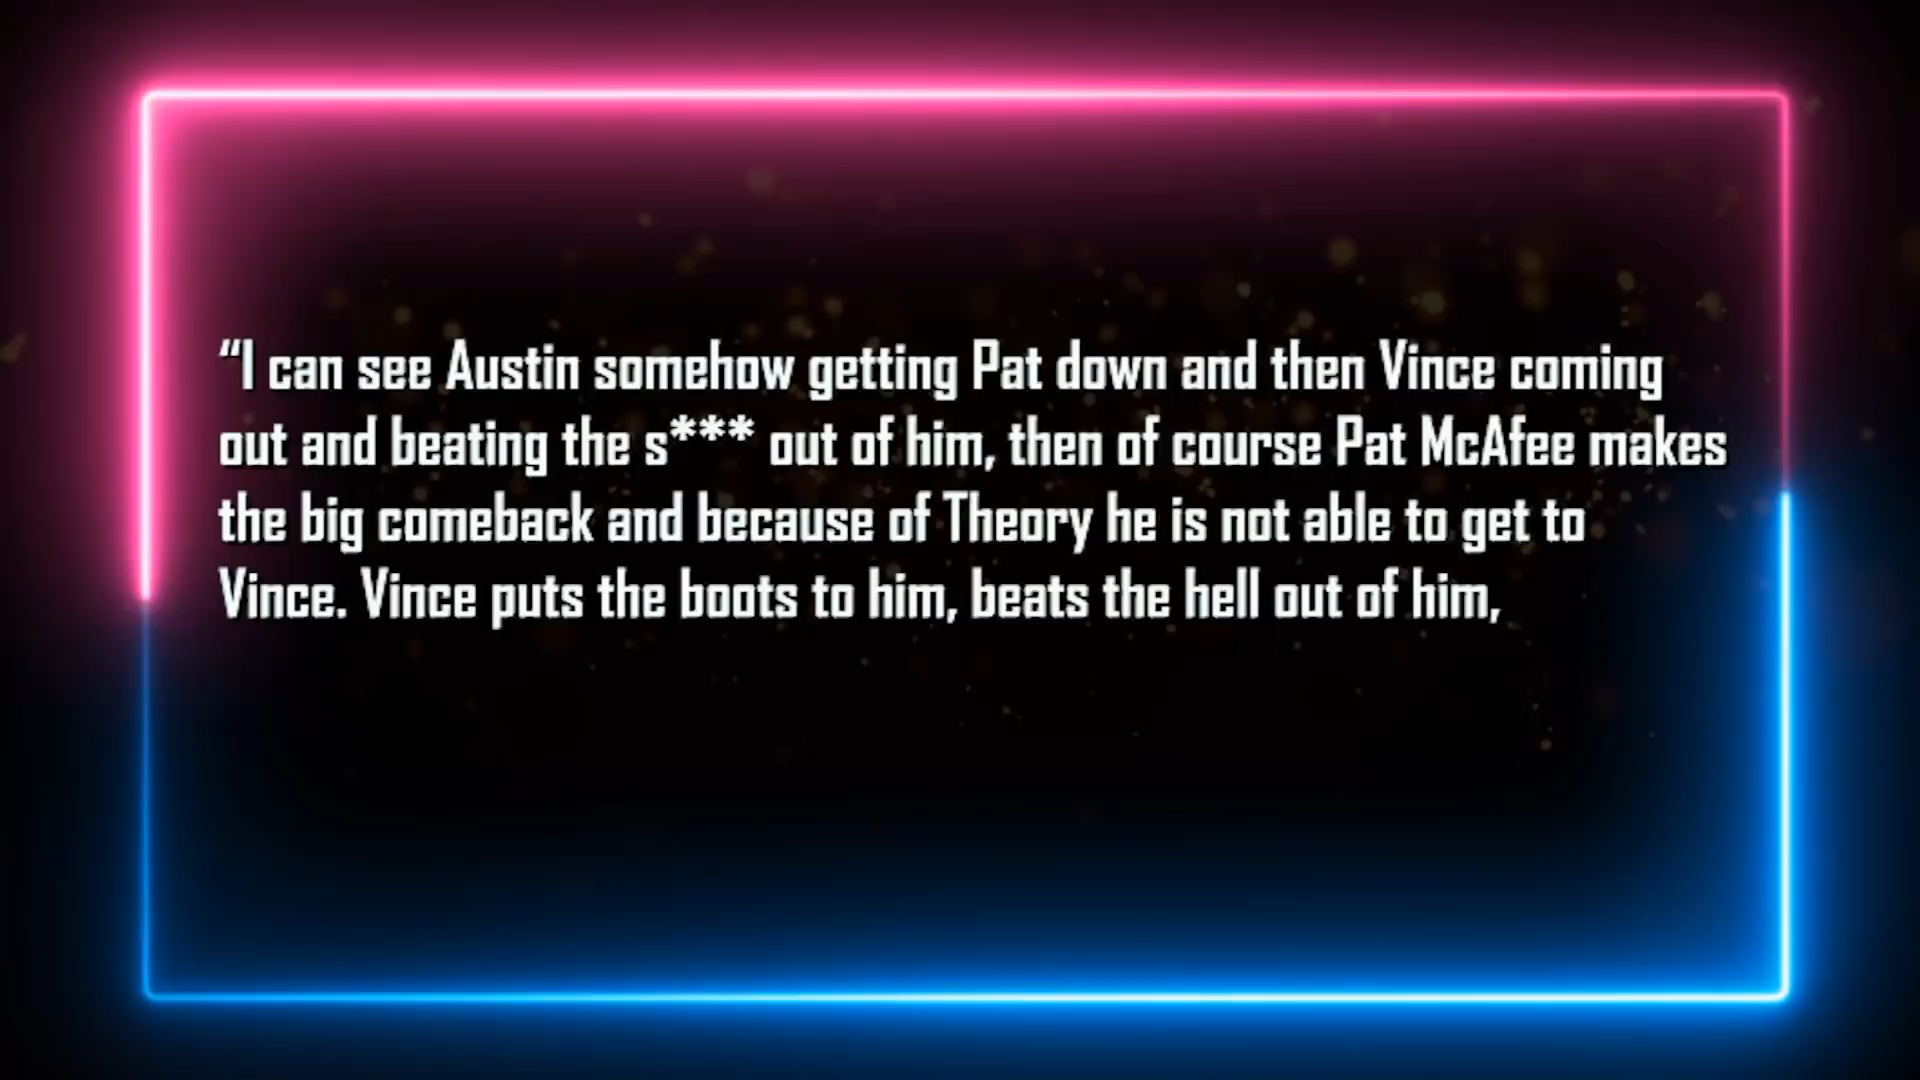 “I can see Austin somehow getting Pat down and then Vince coming
out and beating the s*** out of him, then of course Pat McAfee makes
the big comeback and because of Theory he is not able to get to
Vince. Vince puts the boots to him, beats the hell out of him,